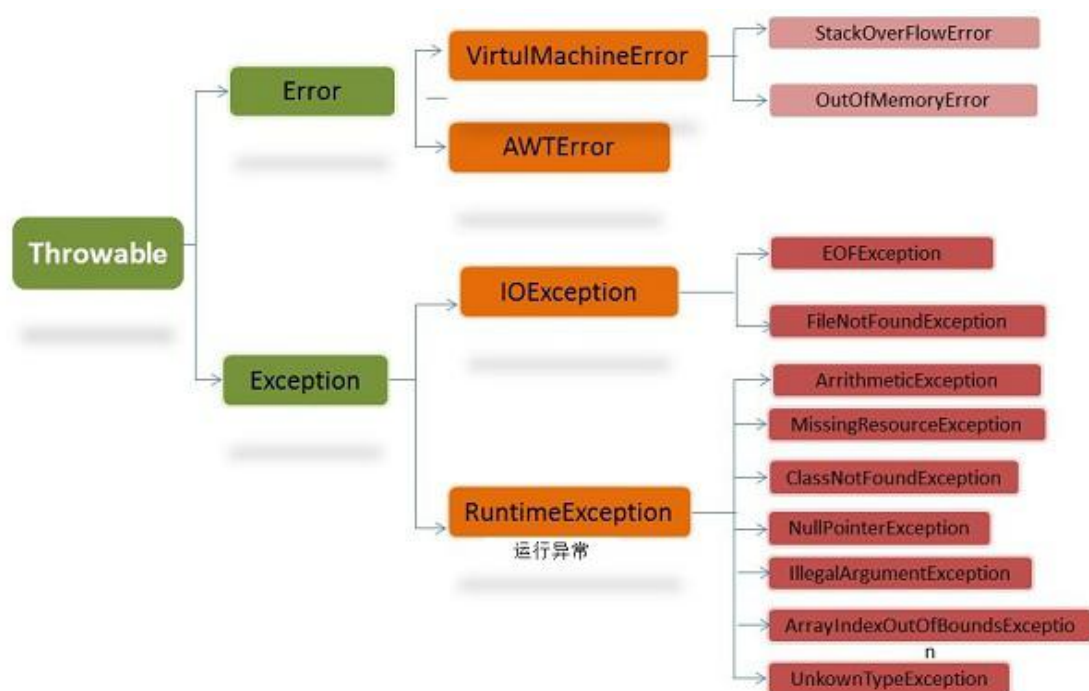 Throwable
Error
VirtulMachineError
StackOverFlowError
OutOfMemoryError
AWTError
Exception
IOException
EOFException
FileNotFoundException
RuntimeException
运行异常
ArrithmeticException
MissingResourceException
ClassNotFoundException
NullPointerException
IllegalArgumentException
ArrayIndexOutOfBoundsExceptio
n
UnkownTypeException